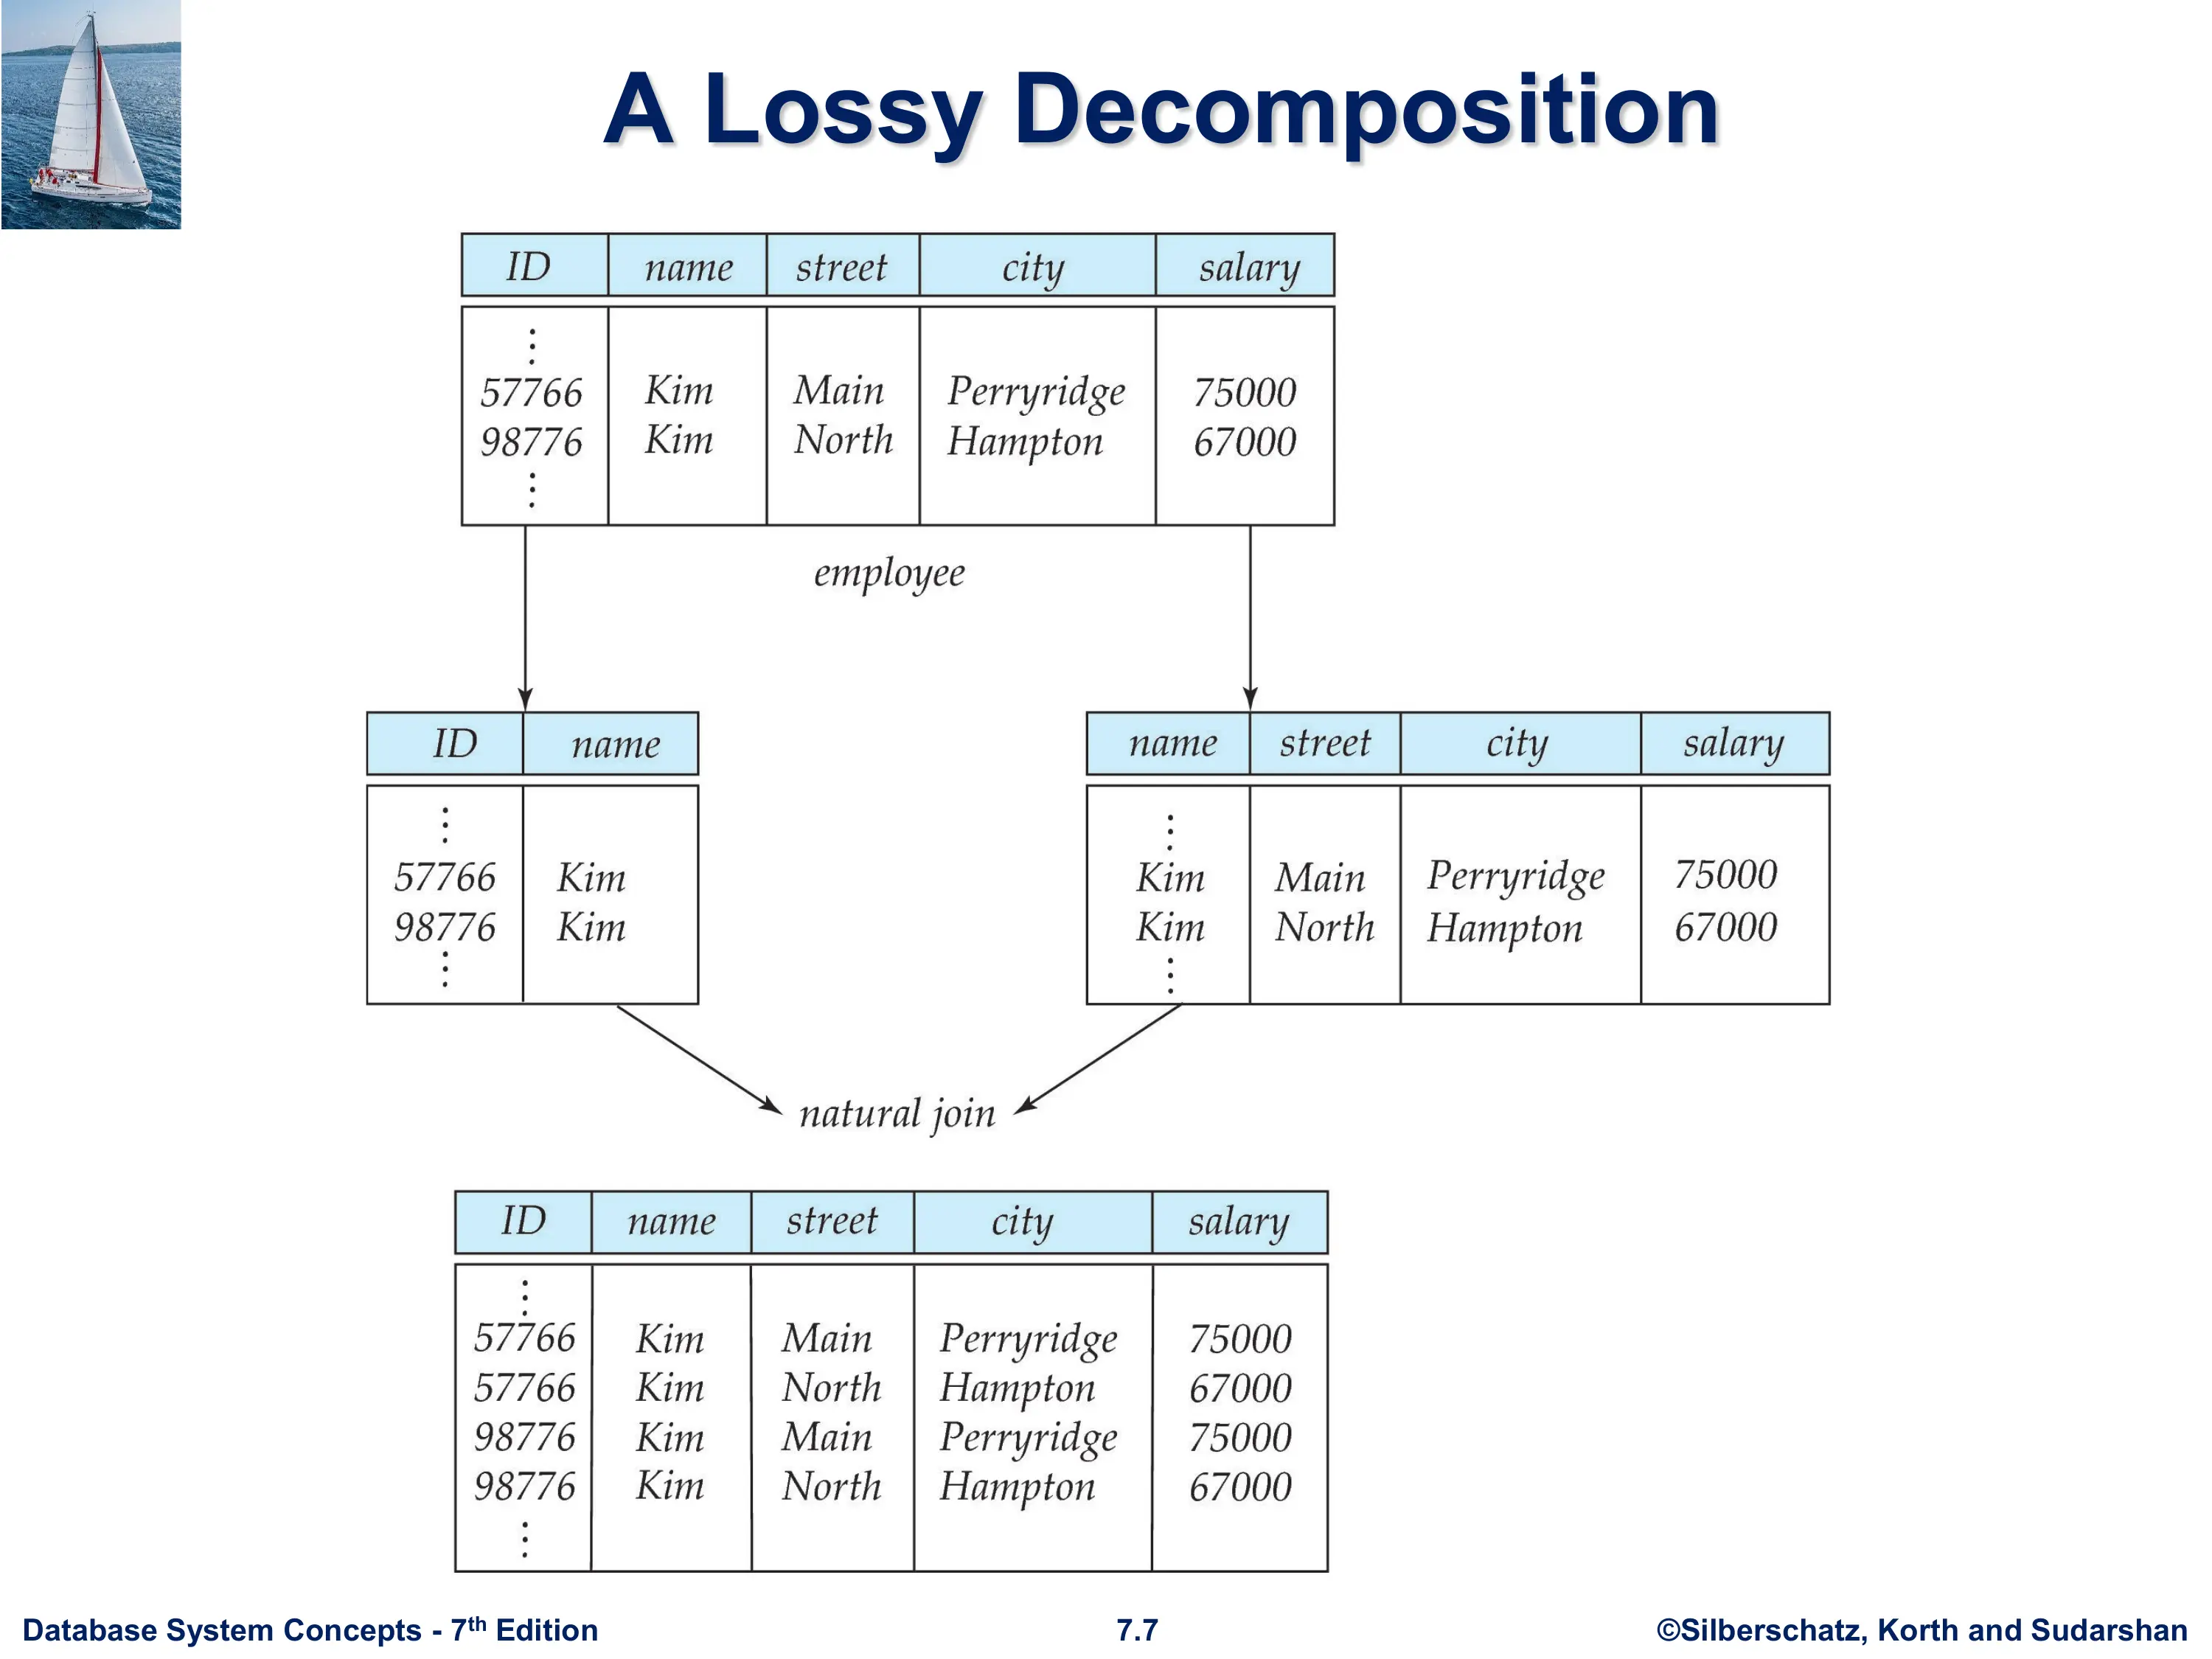 A Lossy Decomposition
ID name street city salary
⋮
57766 Kim Main Perryridge 75000
98776 Kim North Hampton 67000
⋮
employee
ID name
⋮
57766 Kim
98776 Kim
⋮
name street city salary
⋮
Kim Main Perryridge 75000
Kim North Hampton 67000
⋮
natural join
ID name street city salary
⋮
57766 Kim Main Perryridge 75000
57766 Kim North Hampton 67000
98776 Kim Main Perryridge 75000
98776 Kim North Hampton 67000
⋮
Database System Concepts - 7th Edition 7.7 ©Silberschatz, Korth and Sudarshan